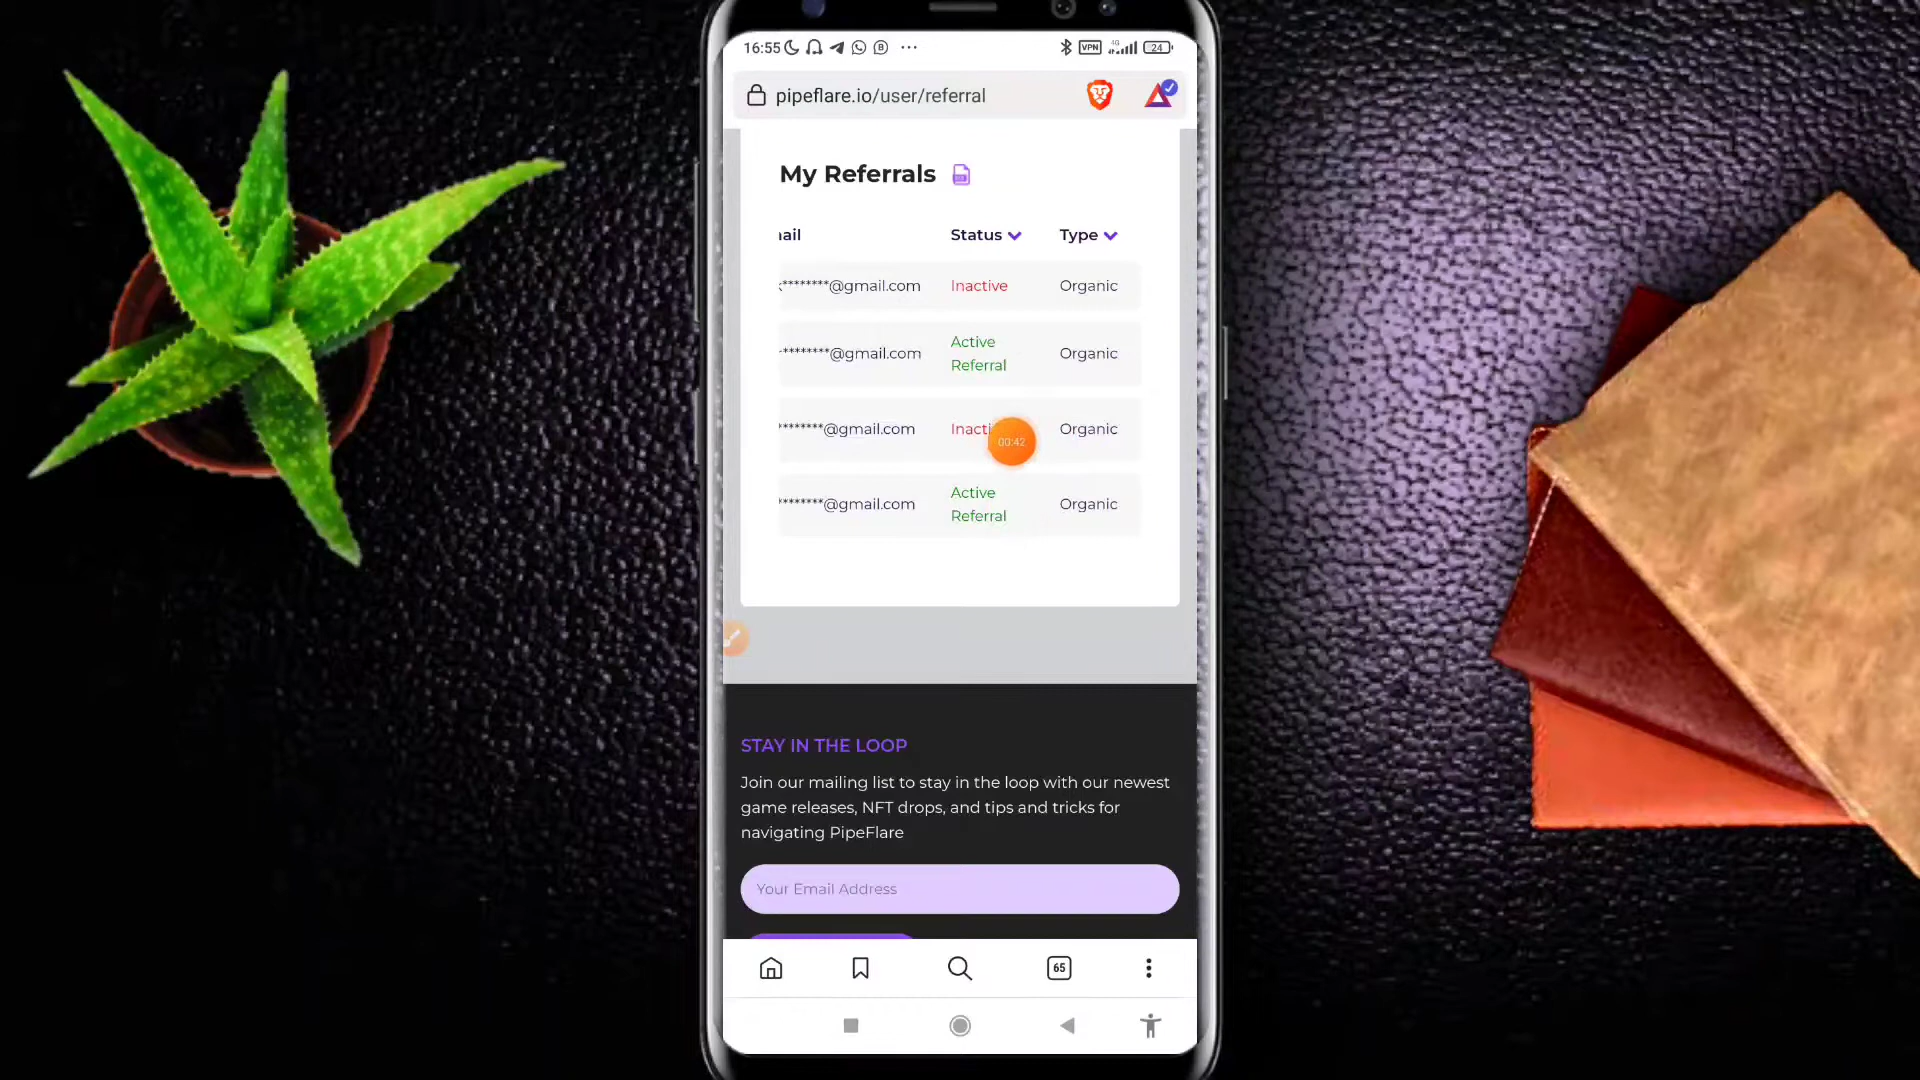 16:55
VPN 4G 24
pipeflare.io/user/referral
My Referrals
ail Status Type
k********@gmail.com Inactive Organic
********@gmail.com Active Referral Organic
*******@gmail.com Inacti Organic
00:42
*******@gmail.com Active Referral Organic
STAY IN THE LOOP
Join our mailing list to stay in the loop with our newest
game releases, NFT drops, and tips and tricks for
navigating PipeFlare
Your Email Address
65